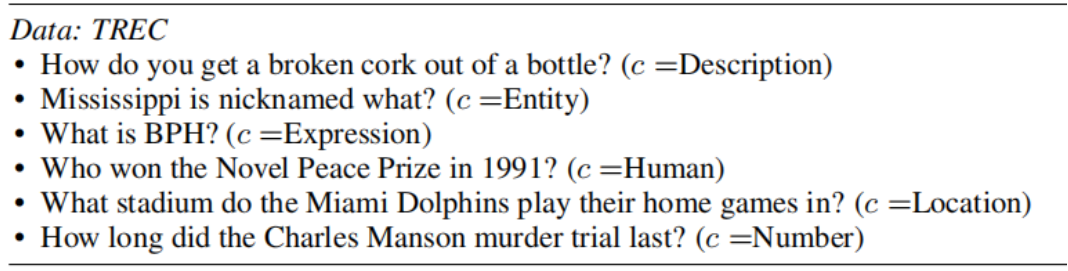 Data: TREC
• How do you get a broken cork out of a bottle? (c =Description)
• Mississippi is nicknamed what? (c =Entity)
• What is BPH? (c =Expression)
• Who won the Novel Peace Prize in 1991? (c =Human)
• What stadium do the Miami Dolphins play their home games in? (c =Location)
• How long did the Charles Manson murder trial last? (c =Number)